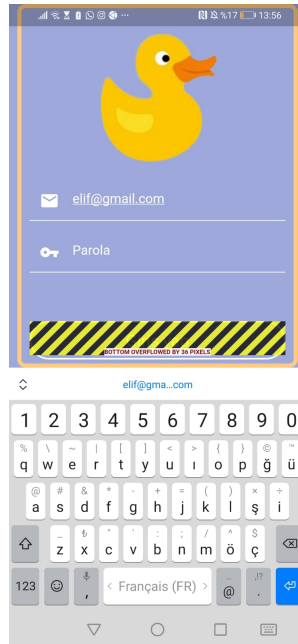 %17 13:56
elif@gmail.com
Parola
BOTTOM OVERFLOWED BY 36 PIXELS
elif@gma...com
1 2 3 4 5 6 7 8 9 0
% \ ~ | [ ] < > { } © ™
q w e r t y u ı o p ğ ü
@ # & * - + = ( ) × ÷
a s d f g h j k l ş i
_ ₺ " ' : ; / ^ $
z x c v b n m ö ç
123 , < Français (FR) > @ . ,!?